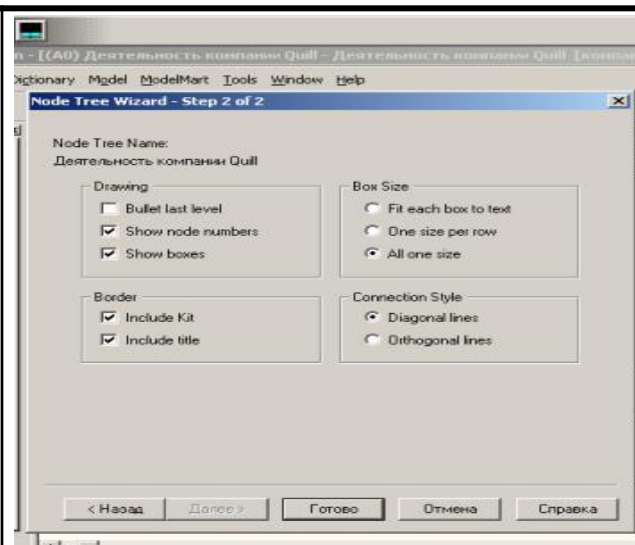 n - [(A0) Деятельность компании Quill - Деятельность компании Quill [компан
Dictionary Model ModelMart Tools Window Help
Node Tree Wizard - Step 2 of 2
Node Tree Name:
Деятельность компании Quill
Drawing
Bullet last level
Show node numbers
Show boxes
Box Size
Fit each box to text
One size per row
All one size
Border
Include Kit
Include title
Connection Style
Diagonal lines
Orthogonal lines
< Назад
Далее >
Готово
Отмена
Справка